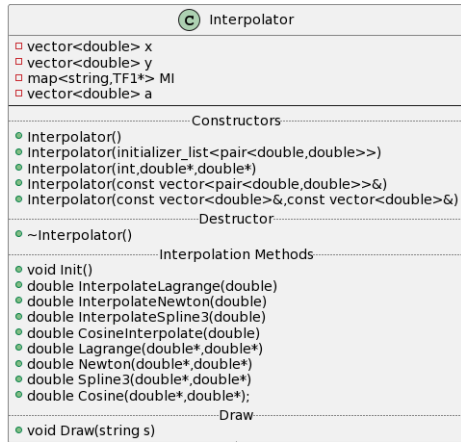 C Interpolator
vector<double> x
vector<double> y
map<string,TF1*> MI
vector<double> a
Constructors
Interpolator()
Interpolator(initializer_list<pair<double,double>>)
Interpolator(int,double*,double*)
Interpolator(const vector<pair<double,double>>&)
Interpolator(const vector<double>&,const vector<double>&)
Destructor
~Interpolator()
Interpolation Methods
void Init()
double InterpolateLagrange(double)
double InterpolateNewton(double)
double InterpolateSpline3(double)
double CosineInterpolate(double)
double Lagrange(double*,double*)
double Newton(double*,double*)
double Spline3(double*,double*)
double Cosine(double*,double*);
Draw
void Draw(string s)